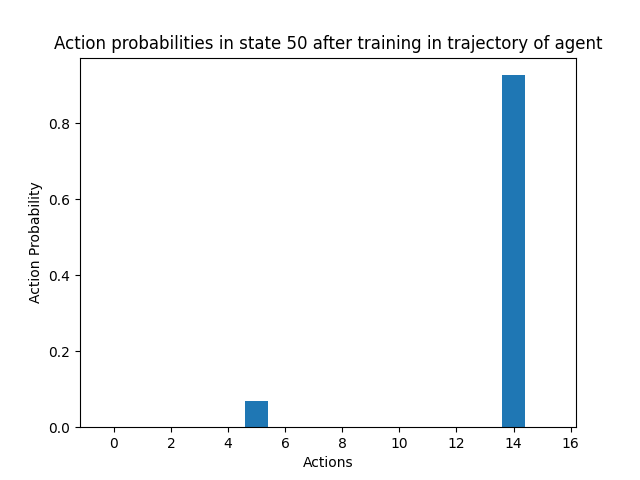 Action probabilities in state 50 after training in trajectory of agent
0.8
0.6
0.4
0.2
0.0
Action Probability
0 2 4 6 8 10 12 14 16
Actions